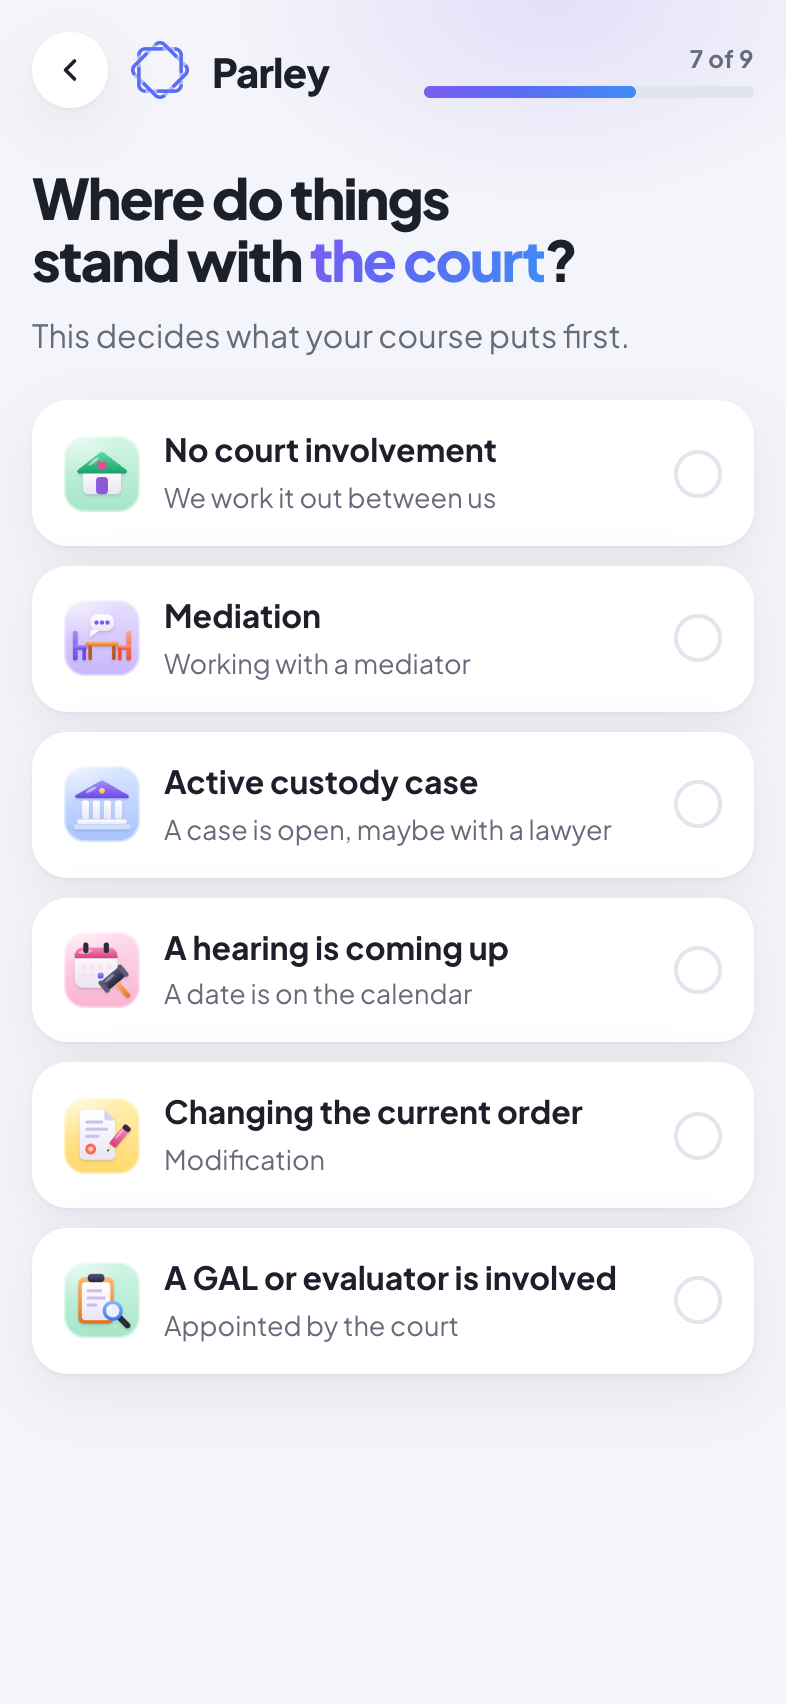 Parley
7 of 9
Where do things
stand with the court?
This decides what your course puts first.
No court involvement
We work it out between us
Mediation
Working with a mediator
Active custody case
A case is open, maybe with a lawyer
A hearing is coming up
A date is on the calendar
Changing the current order
Modification
A GAL or evaluator is involved
Appointed by the court